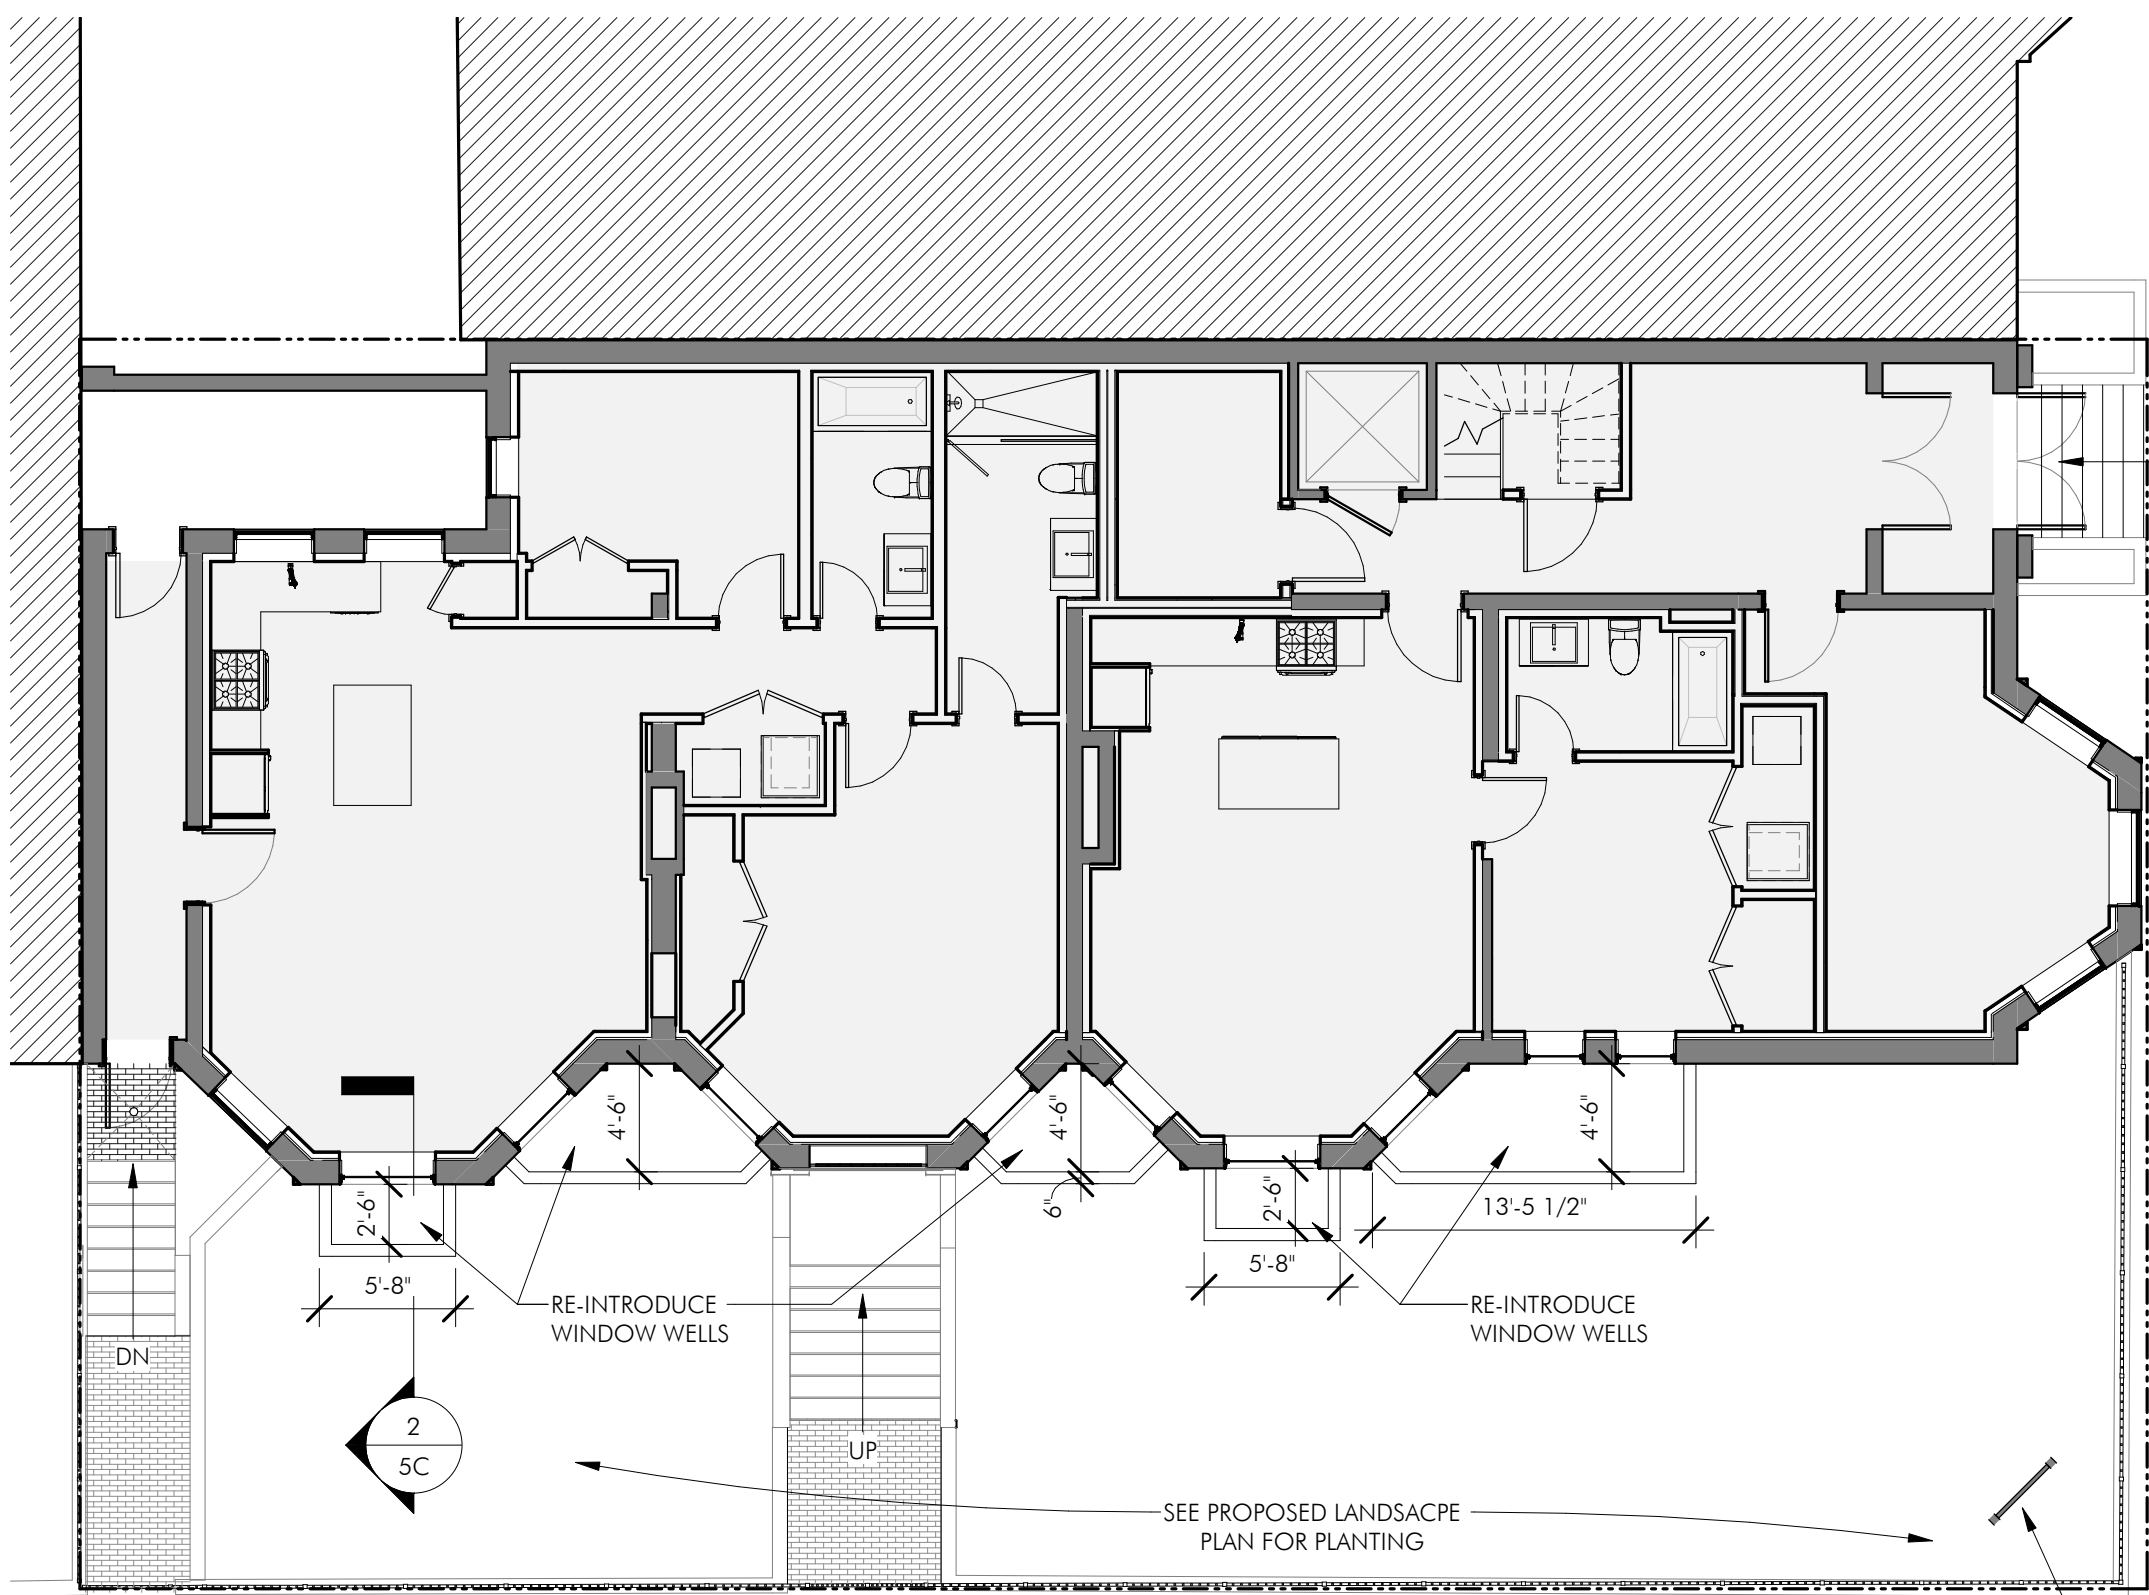 4'-6"
4'-6"
4'-6"
2'-6"
6"
2'-6"
13'-5 1/2"
5'-8"
5'-8"
RE-INTRODUCE
WINDOW WELLS
RE-INTRODUCE
WINDOW WELLS
DN
2
5C
UP
SEE PROPOSED LANDSACPE
PLAN FOR PLANTING